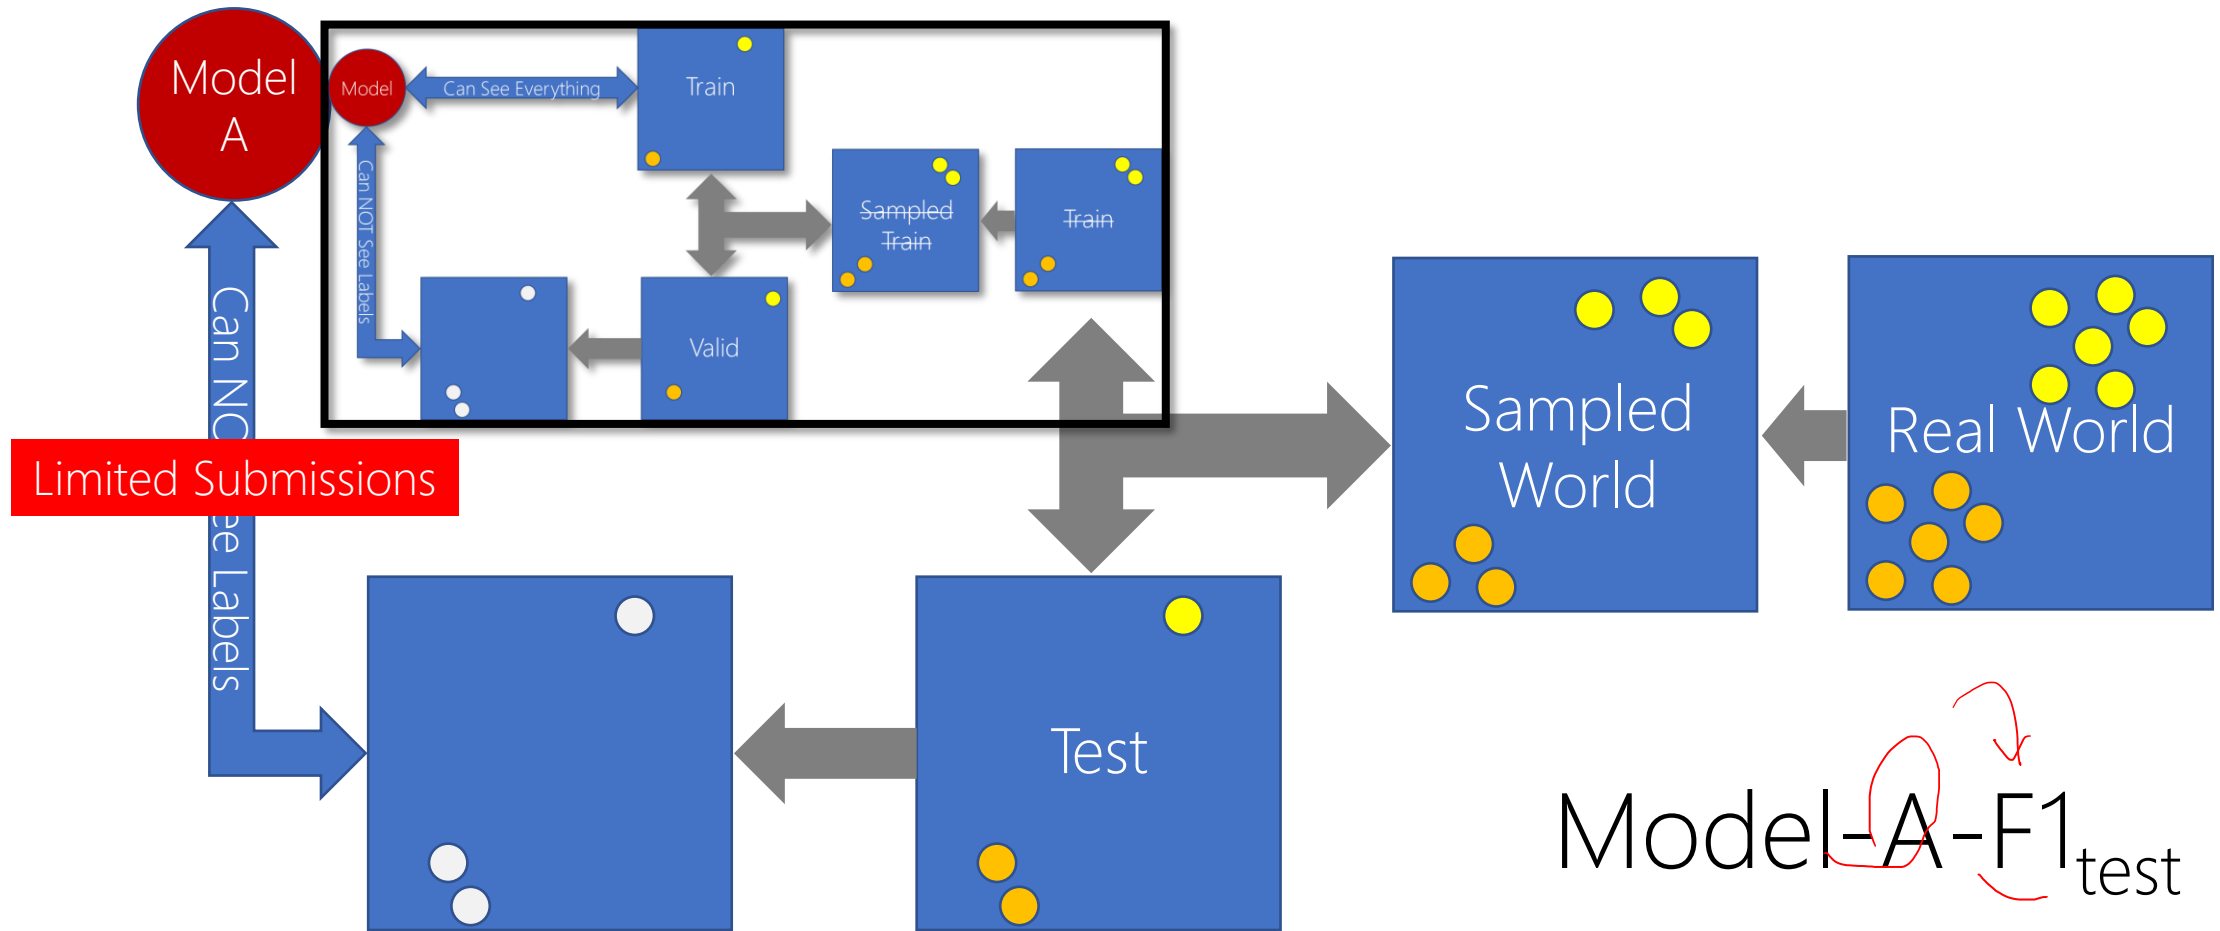 Model
A
Model
Can See Everything
Train
Can NOT See Labels
Sampled
Train
Train
Valid
Can NO
ee Labels
Limited Submissions
Sampled
World
Real World
Test
Model-A-F1test